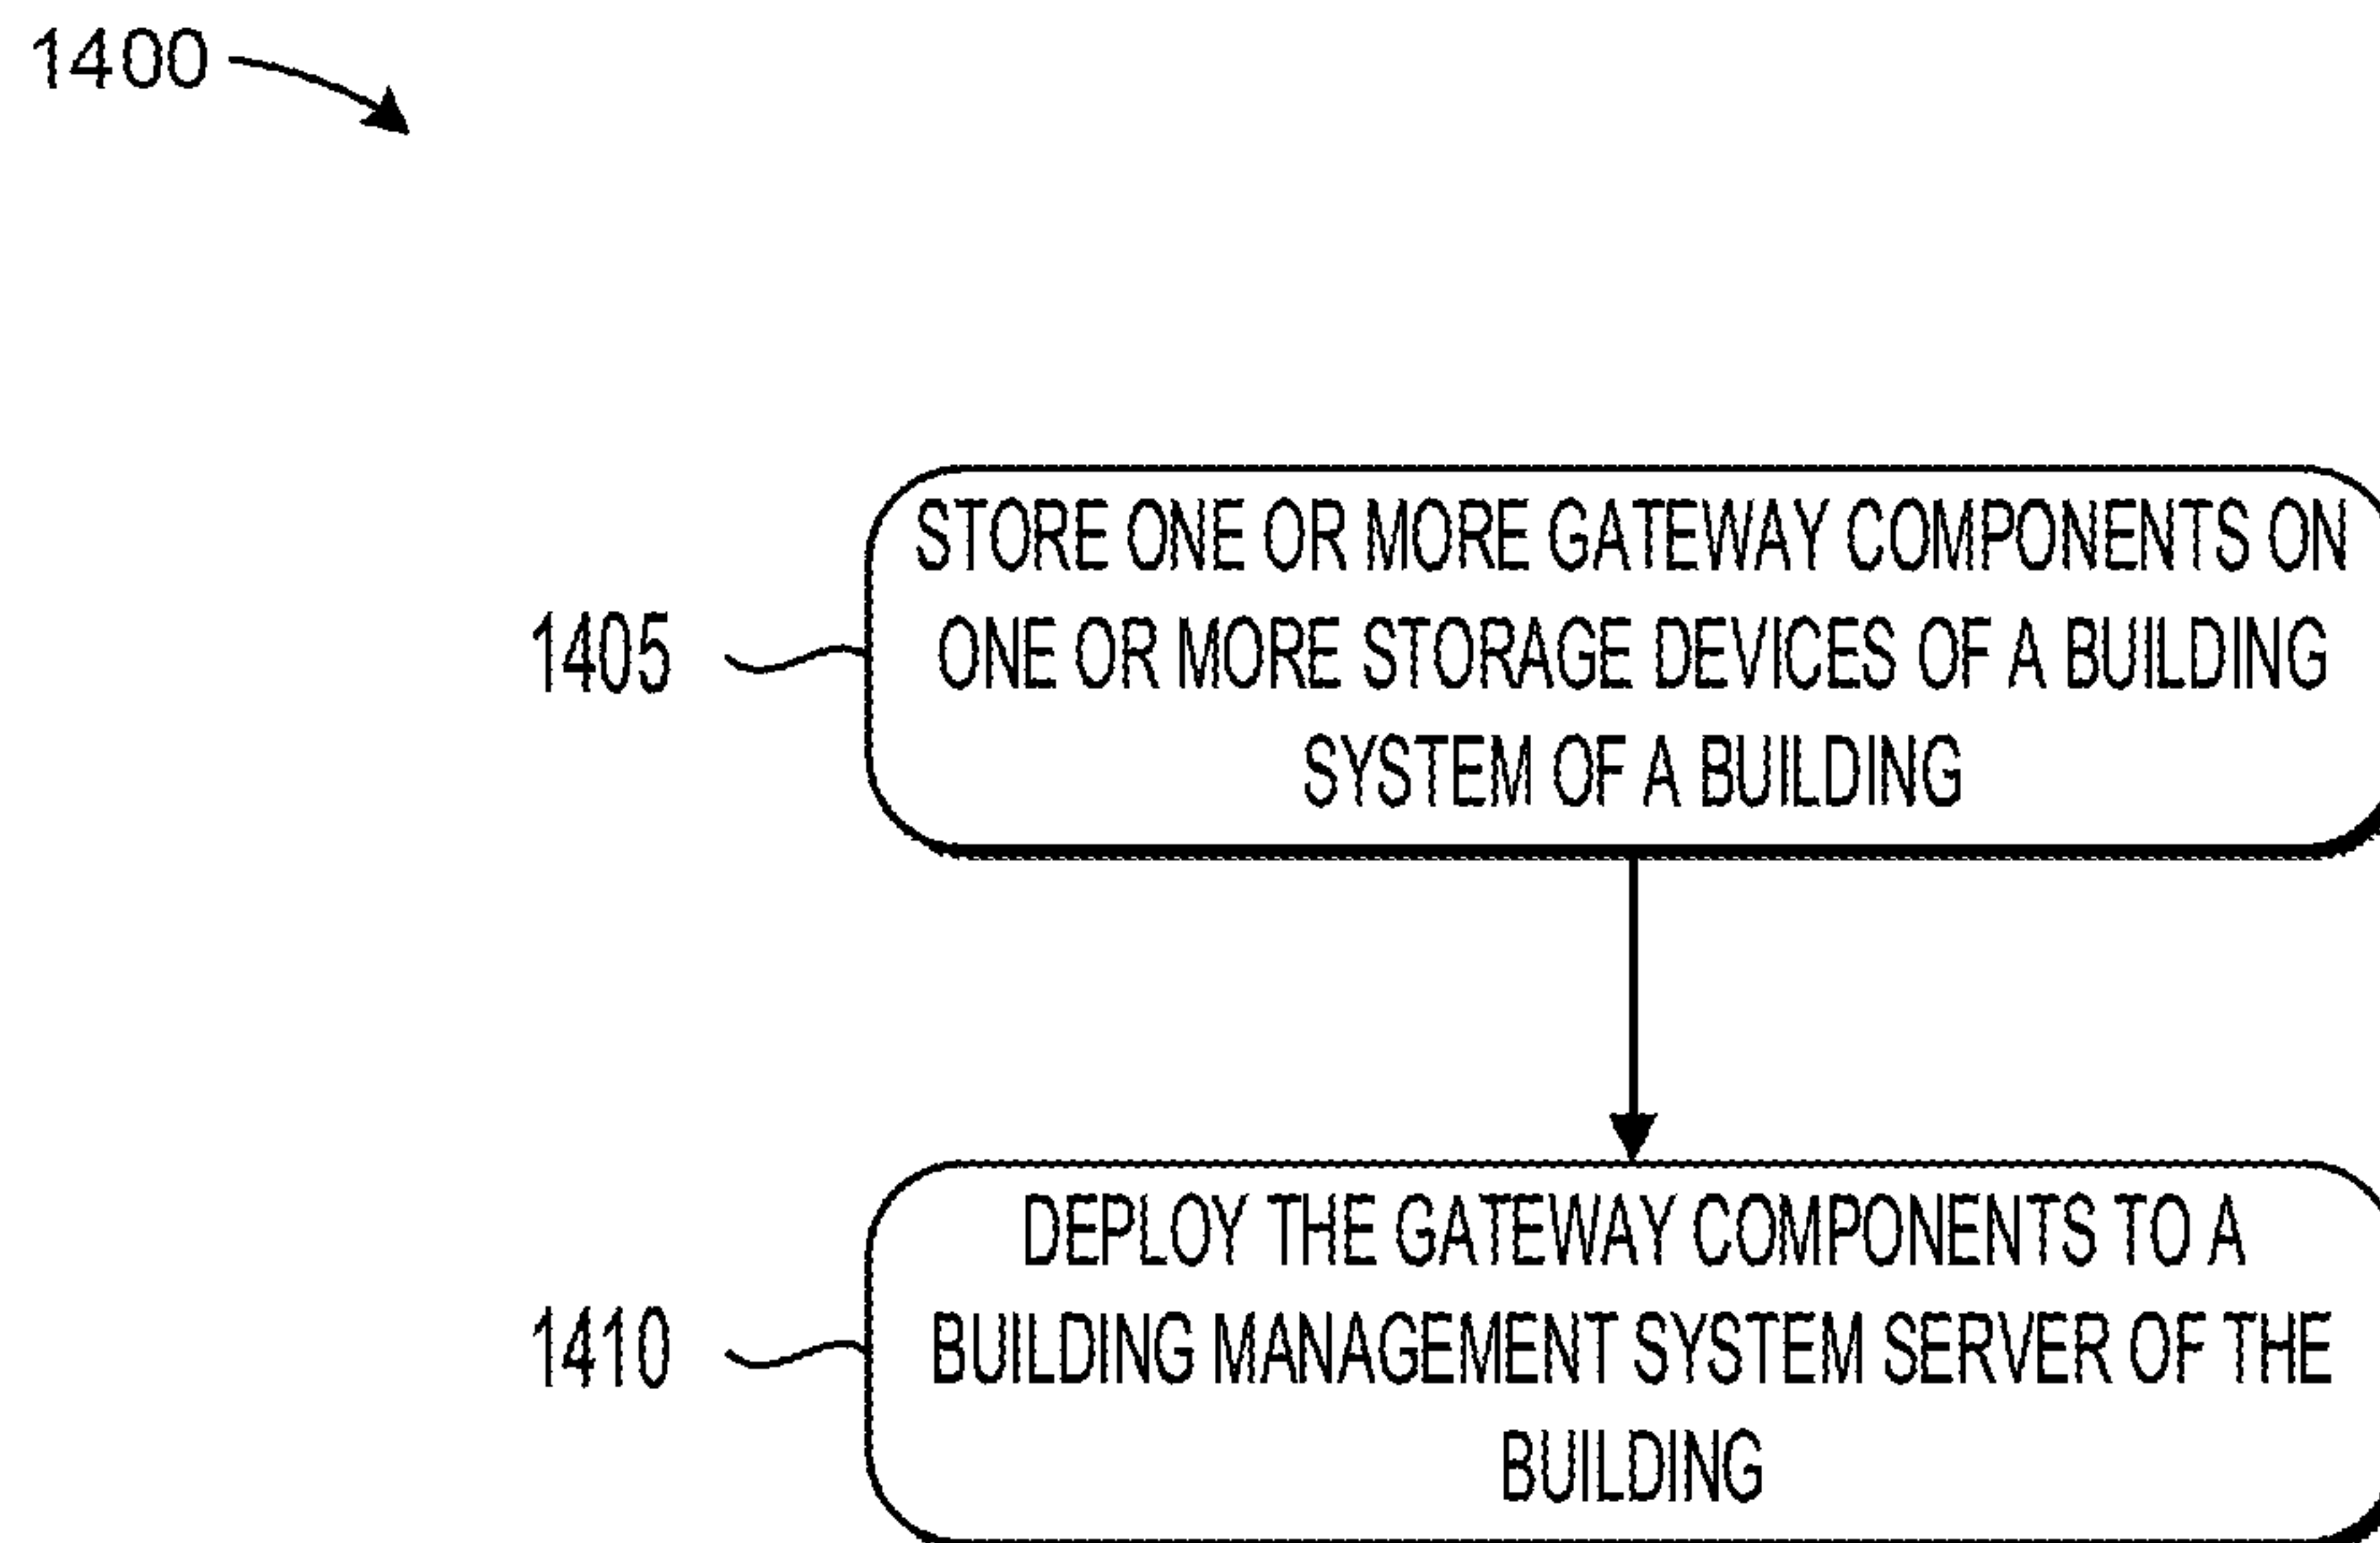 1400
STORE ONE OR MORE GATEWAY COMPONENTS ON
ONE OR MORE STORAGE DEVICES OF A BUILDING
SYSTEM OF A BUILDING
1405
DEPLOY THE GATEWAY COMPONENTS TO A
BUILDING MANAGEMENT SYSTEM SERVER OF THE
BUILDING
1410